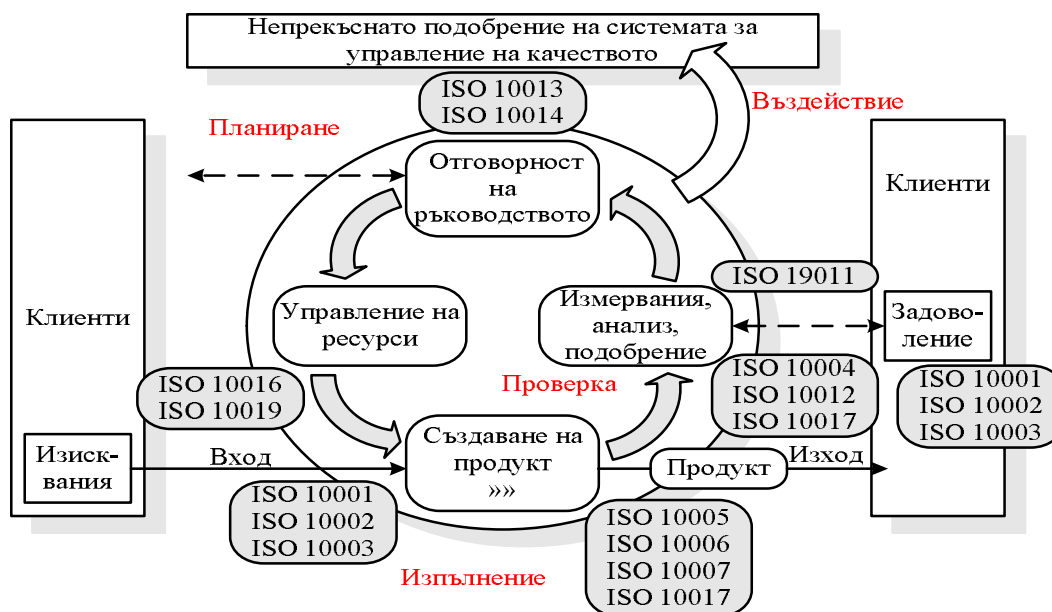 Непрекъснато подобрение на системата за
управление на качеството
ISO 10013
ISO 10014
Въздействие
Планиране
Отговорност
на
ръководството
Клиенти
Клиенти
ISO 19011
Управление на
ресурси
Измервания,
анализ,
подобрение
Задово-
ление
Проверка
ISO 10016
ISO 10019
ISO 10004
ISO 10012
ISO 10017
ISO 10001
ISO 10002
ISO 10003
Изиск-
вания
Вход
Създаване на
продукт
»»
Продукт
Изход
ISO 10001
ISO 10002
ISO 10003
ISO 10005
ISO 10006
ISO 10007
ISO 10017
Изпълнение